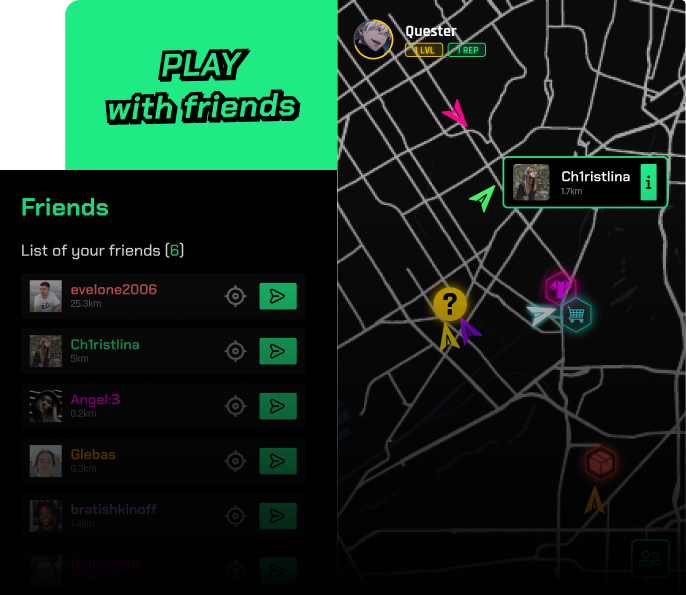 PLAY
with friends
Friends
List of your friends (6)
evelone2006
25.3km
Ch1ristlina
5km
Angel:3
0.2km
Glebas
0.3km
bratishkinoff
1.4km
Quester
1 LVL
1 REP
Ch1ristlina
1.7km
i
?